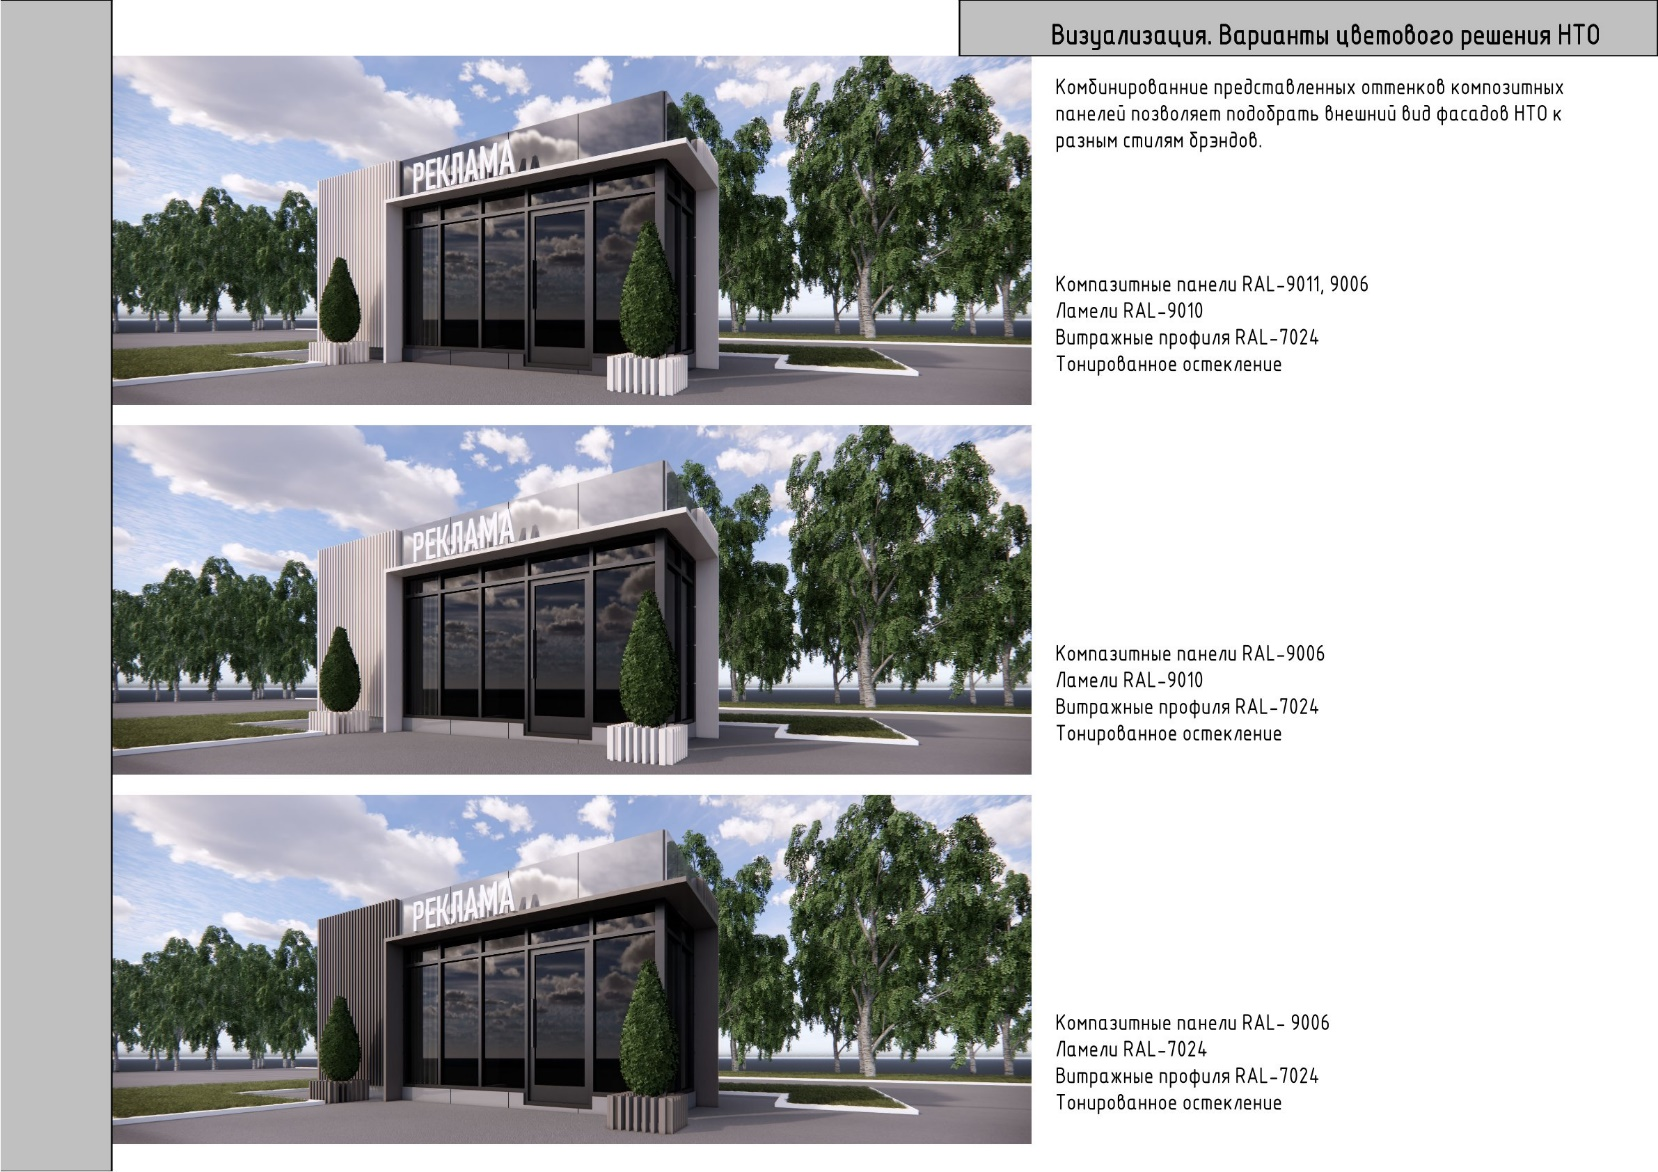 Визуализация. Варианты цветового решения НТО
Комбинированние представленных оттенков композитных
панелей позволяет подобрать внешний вид фасадов НТО к
разным стилям брэндов.
РЕКЛАМА
Компазитные панели RAL-9011, 9006
Ламели RAL-9010
Витражные профиля RAL-7024
Тонированное остекление
РЕКЛАМА
Компазитные панели RAL-9006
Ламели RAL-9010
Витражные профиля RAL-7024
Тонированное остекление
РЕКЛАМА
Компазитные панели RAL- 9006
Ламели RAL-7024
Витражные профиля RAL-7024
Тонированное остекление